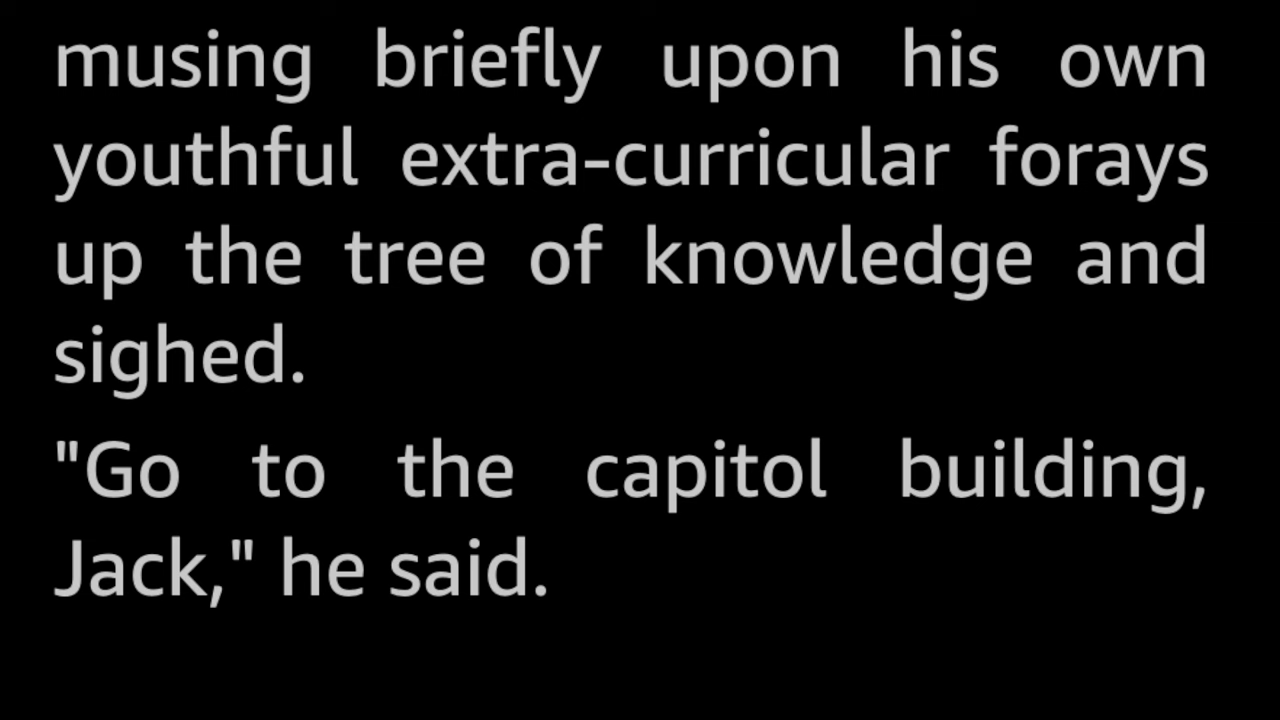 musing briefly upon his own
youthful extra-curricular forays
up the tree of knowledge and
sighed.
"Go to the capitol building,
Jack," he said.